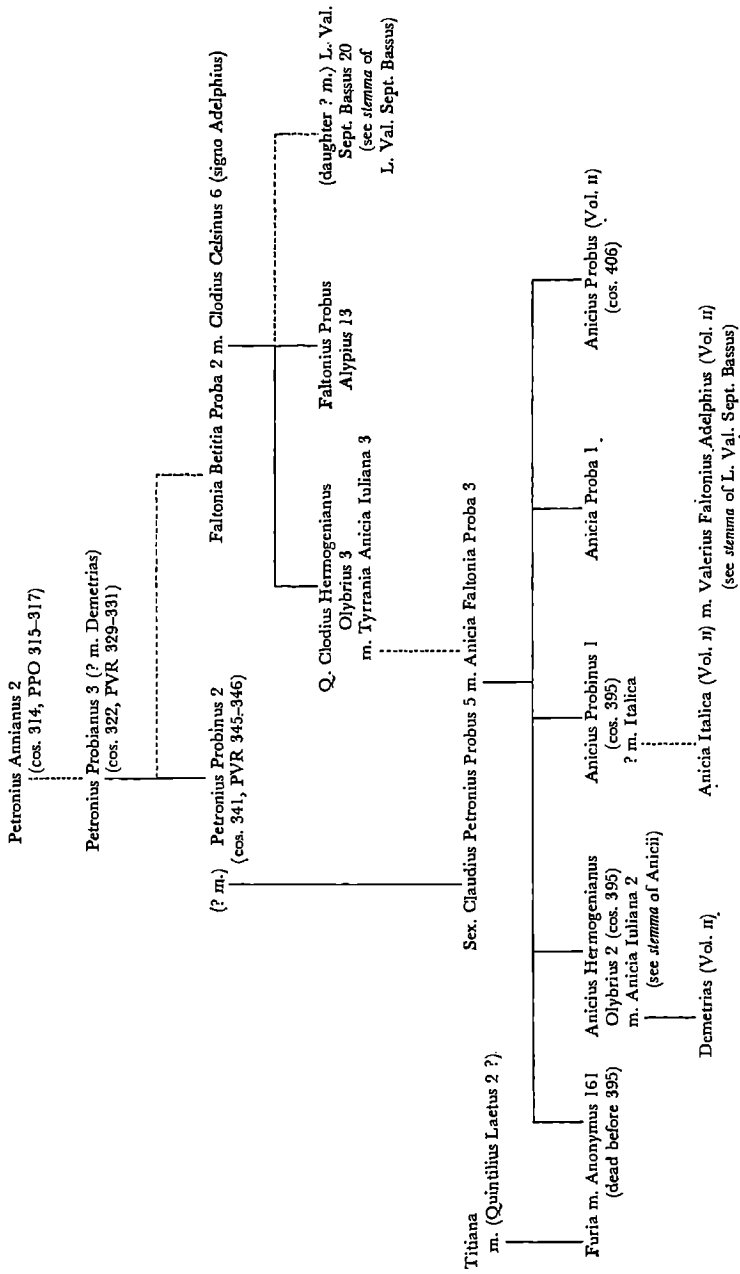 Petronius Annianus 2
(cos. 314, PPO 315–317)
Petronius Probianus 3 (? m. Demetrias)
(cos. 322, PVR 329–331)
(? m.) Petronius Probinus 2
(cos. 341, PVR 345–346)
Faltonia Betitia Proba 2 m. Clodius Celsinus 6 (signo Adelphius)
Q. Clodius Hermogenianus
Olybrius 3
m. Tyrrania Anicia Iuliana 3
Faltonius Probus
Alypius 13
(daughter ? m.) L. Val.
Sept. Bassus 20
(see stemma of
L. Val. Sept. Bassus)
Sex. Claudius Petronius Probus 5 m. Anicia Faltonia Proba 3
Titiana
m. (Quintilius Laetus 2 ?)
Furia m. Anonymus 161
(dead before 395)
Anicius Hermogenianus
Olybrius 2 (cos. 395)
m. Anicia Iuliana 2
(see stemma of Anicii)
Anicius Probinus 1
(cos. 395)
? m. Italica
Anicia Proba 1
Anicius Probus (Vol. II)
(cos. 406)
Demetrias (Vol. II)
Anicia Italica (Vol. II) m. Valerius Faltonius Adelphius (Vol. II)
(see stemma of L. Val. Sept. Bassus)